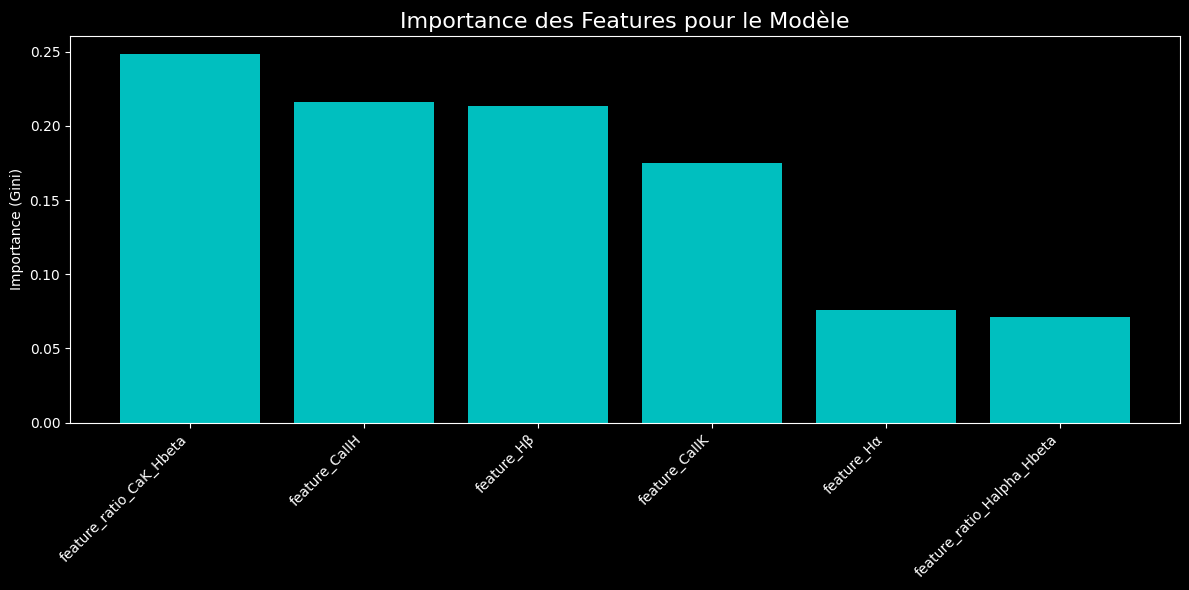 Importance des Features pour le Modèle
Importance (Gini)
0.25
0.20
0.15
0.10
0.05
0.00
feature_ratio_CaK_Hbeta
feature_CaIIH
feature_Hβ
feature_CaIIK
feature_Hα
feature_ratio_Halpha_Hbeta